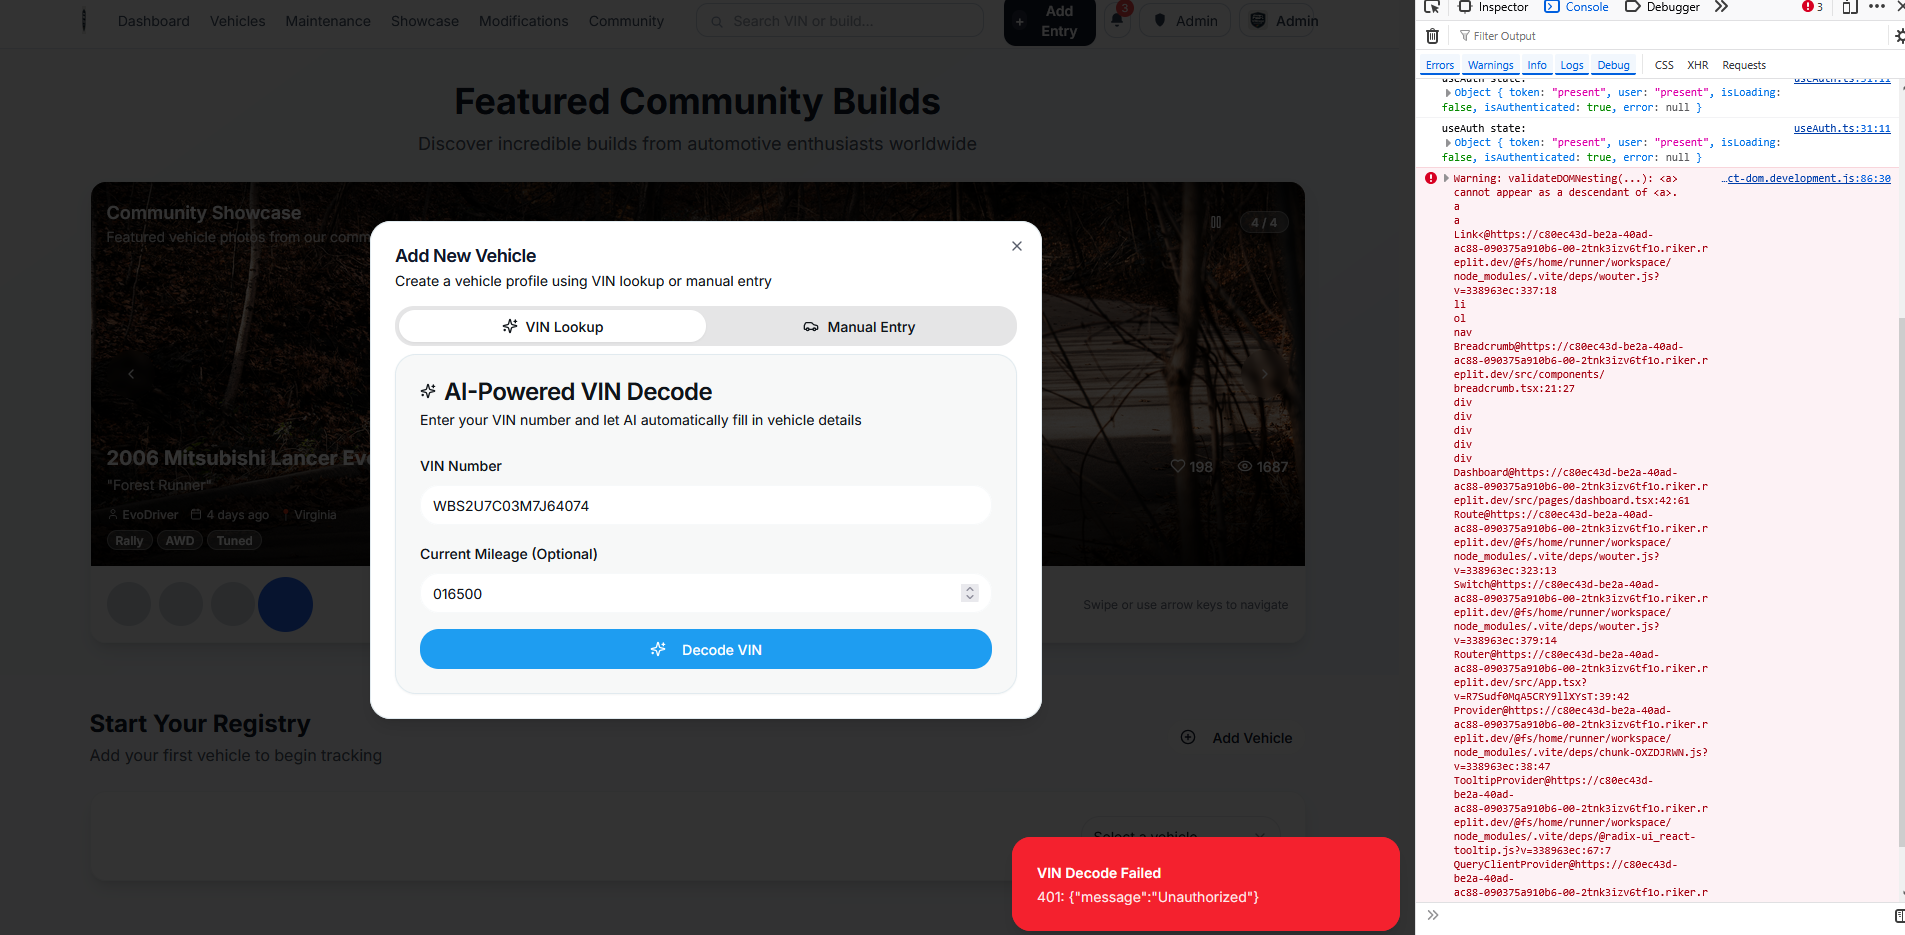 Dashboard
Vehicles
Maintenance
Showcase
Modifications
Community
Search VIN or build...
Add
Entry
3
Admin
Admin
Featured Community Builds
Discover incredible builds from automotive enthusiasts worldwide
Community Showcase
Featured vehicle photos from our comm
4 / 4
2006 Mitsubishi Lancer Evo
"Forest Runner"
EvoDriver
4 days ago
Virginia
Rally
AWD
Tuned
198
1687
Swipe or use arrow keys to navigate
Add New Vehicle
Create a vehicle profile using VIN lookup or manual entry
VIN Lookup
Manual Entry
AI-Powered VIN Decode
Enter your VIN number and let AI automatically fill in vehicle details
VIN Number
WBS2U7C03M7J64074
Current Mileage (Optional)
016500
Decode VIN
Start Your Registry
Add your first vehicle to begin tracking
Add Vehicle
Select a vehicle
VIN Decode Failed
401: {"message":"Unauthorized"}
Inspector
Console
Debugger
3
Filter Output
Errors
Warnings
Info
Logs
Debug
CSS
XHR
Requests
useAuth state: useAuth.ts:31:11
Object { token: "present", user: "present", isLoading:
false, isAuthenticated: true, error: null }
useAuth state: useAuth.ts:31:11
Object { token: "present", user: "present", isLoading:
false, isAuthenticated: true, error: null }
Warning: validateDOMNesting(...): <a> …ct-dom.development.js:86:30
cannot appear as a descendant of <a>.
a
a
Link<@https://c80ec43d-be2a-40ad-
ac88-090375a910b6-00-2tnk3izv6tf1o.riker.r
eplit.dev/@fs/home/runner/workspace/
node_modules/.vite/deps/wouter.js?
v=338963ec:337:18
li
ol
nav
Breadcrumb@https://c80ec43d-be2a-40ad-
ac88-090375a910b6-00-2tnk3izv6tf1o.riker.r
eplit.dev/src/components/
breadcrumb.tsx:21:27
div
div
div
div
div
Dashboard@https://c80ec43d-be2a-40ad-
ac88-090375a910b6-00-2tnk3izv6tf1o.riker.r
eplit.dev/src/pages/dashboard.tsx:42:61
Route@https://c80ec43d-be2a-40ad-
ac88-090375a910b6-00-2tnk3izv6tf1o.riker.r
eplit.dev/@fs/home/runner/workspace/
node_modules/.vite/deps/wouter.js?
v=338963ec:323:13
Switch@https://c80ec43d-be2a-40ad-
ac88-090375a910b6-00-2tnk3izv6tf1o.riker.r
eplit.dev/@fs/home/runner/workspace/
node_modules/.vite/deps/wouter.js?
v=338963ec:379:14
Router@https://c80ec43d-be2a-40ad-
ac88-090375a910b6-00-2tnk3izv6tf1o.riker.r
eplit.dev/src/App.tsx?
v=R7Sudf0MqA5CRY9llXYsT:39:42
Provider@https://c80ec43d-be2a-40ad-
ac88-090375a910b6-00-2tnk3izv6tf1o.riker.r
eplit.dev/@fs/home/runner/workspace/
node_modules/.vite/deps/chunk-OXZDJRWN.js?
v=338963ec:38:47
TooltipProvider@https://c80ec43d-
be2a-40ad-
ac88-090375a910b6-00-2tnk3izv6tf1o.riker.r
eplit.dev/@fs/home/runner/workspace/
node_modules/.vite/deps/@radix-ui_react-
tooltip.js?v=338963ec:67:7
QueryClientProvider@https://c80ec43d-
be2a-40ad-
ac88-090375a910b6-00-2tnk3izv6tf1o.riker.r